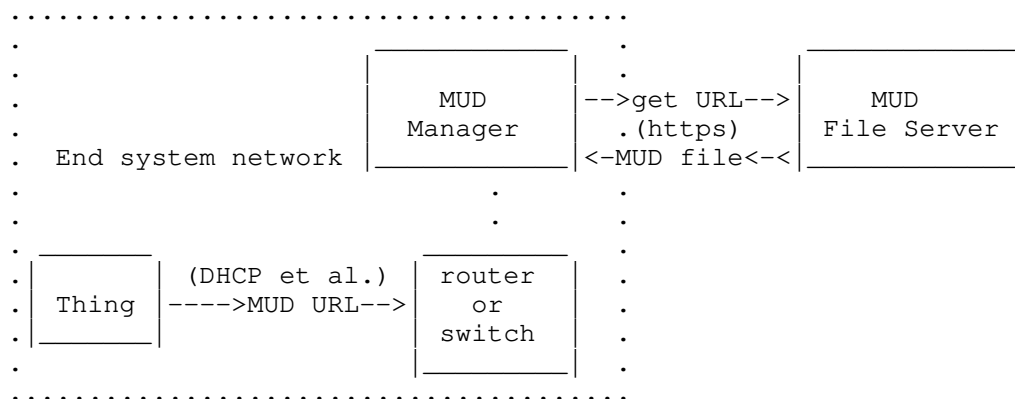 MUD -->get URL--> MUD
Manager .(https) File Server
End system network <-MUD file<-<
(DHCP et al.) router
Thing ---->MUD URL--> or
switch